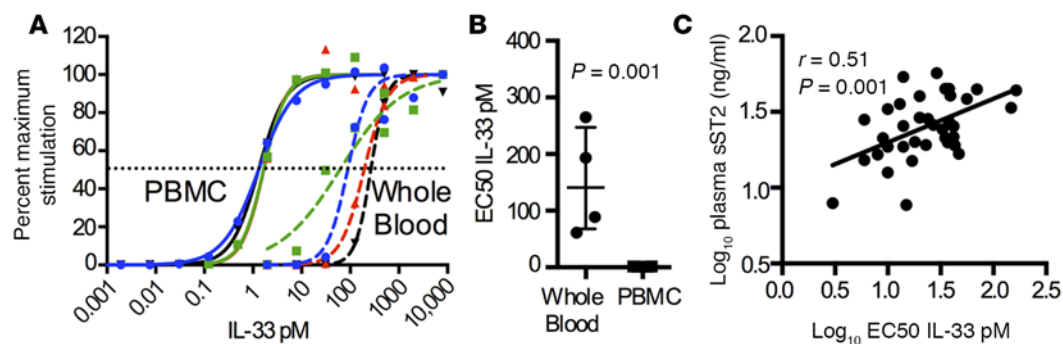 A
Percent maximum
stimulation
120
100
80
60
40
20
0
PBMC
Whole
Blood
0.001
0.01
0.1
1
10
100
1000
10,000
IL-33 pM
B
EC50 IL-33 pM
400
300
200
100
0
P = 0.001
Whole
Blood
PBMC
C
Log10 plasma sST2 (ng/ml)
2.0
1.5
1.0
0.5
r = 0.51
P = 0.001
0.0
0.5
1.0
1.5
2.0
2.5
Log10 EC50 IL-33 pM